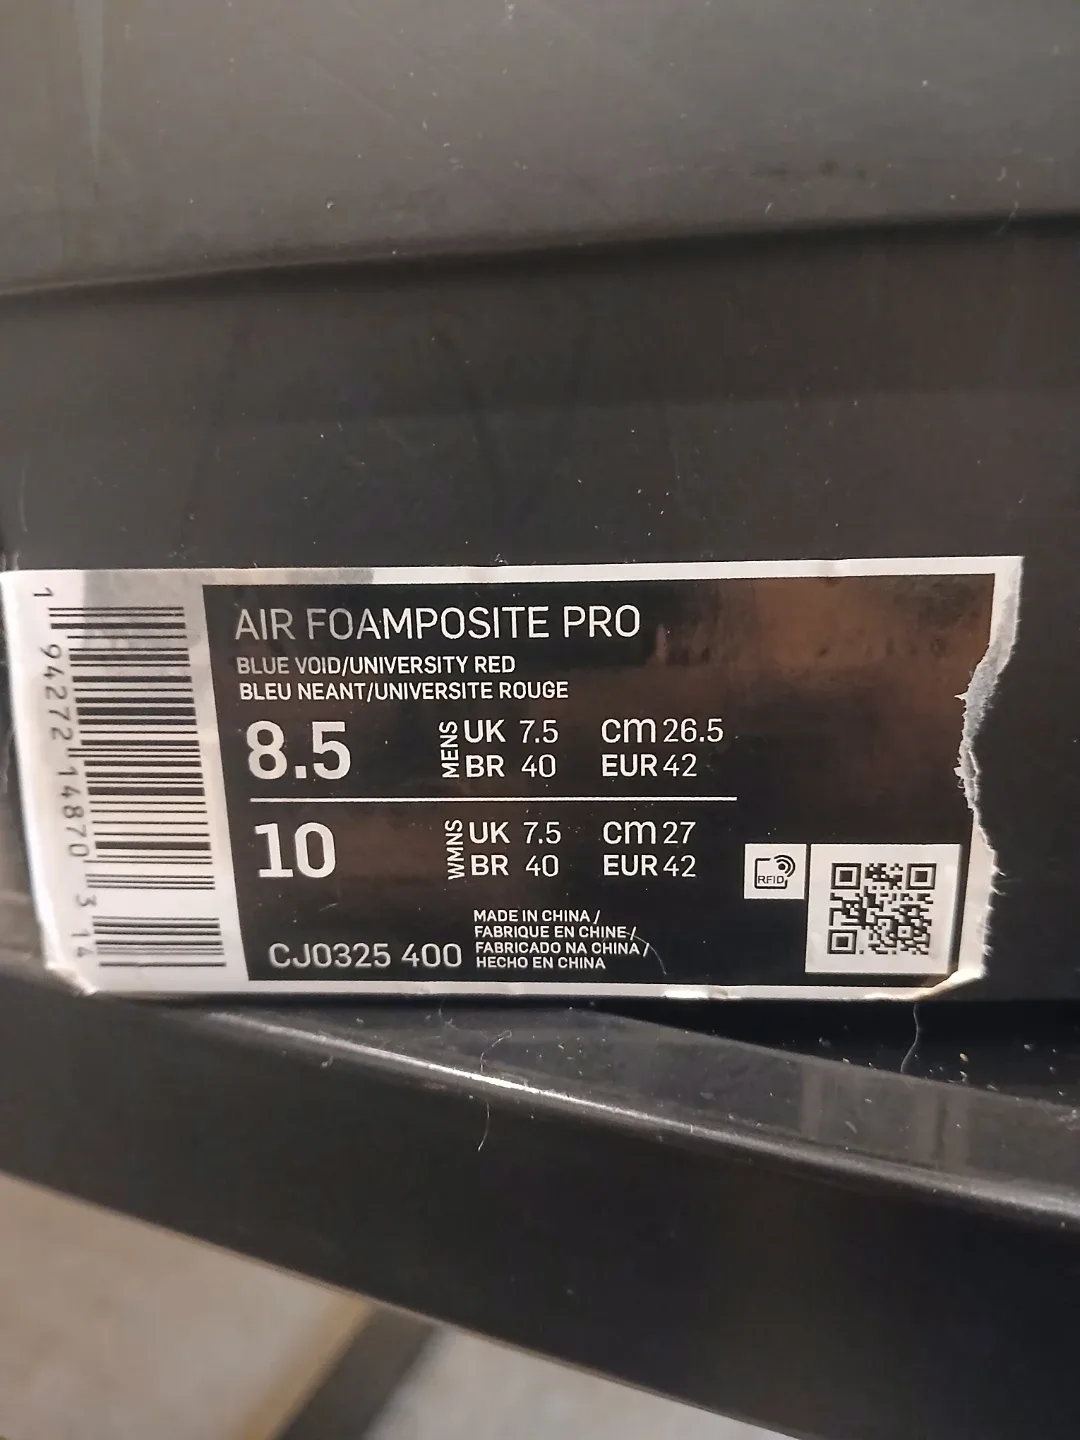 AIR FOAMPOSITE PRO
BLUE VOID/UNIVERSITY RED
BLEU NEANT/UNIVERSITE ROUGE
8.5 MENS UK 7.5 cm 26.5
BR 40 EUR 42
10 WMNS UK 7.5 cm 27
BR 40 EUR 42
RFID
MADE IN CHINA /
FABRIQUE EN CHINE /
FABRICADO NA CHINA /
HECHO EN CHINA
CJ0325 400
1 94272 14870 3 14